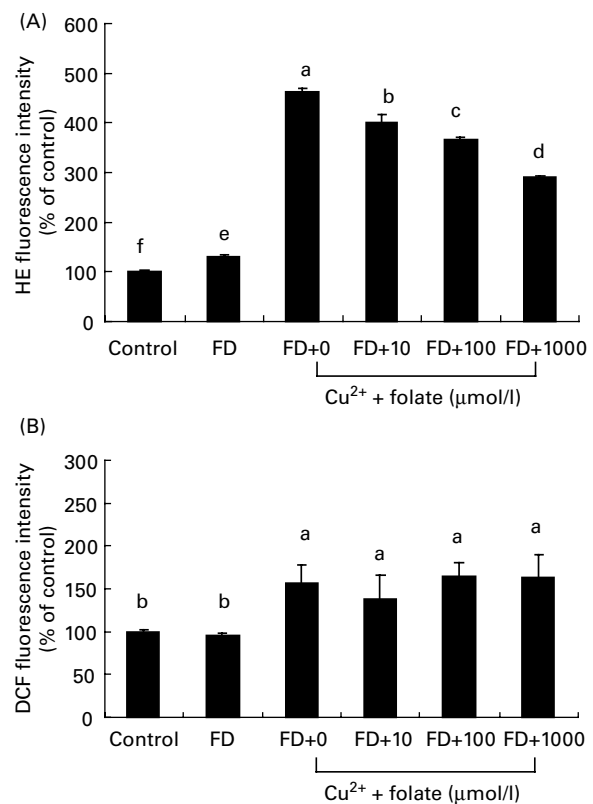 (A)
HE fluorescence intensity
(% of control)
600
500
400
300
200
100
0
f
e
a
b
c
d
Control FD FD+0 FD+10 FD+100 FD+1000
Cu²⁺ + folate (μmol/l)
(B)
DCF fluorescence intensity
(% of control)
300
250
200
150
100
50
0
b
b
a
a
a
a
Control FD FD+0 FD+10 FD+100 FD+1000
Cu²⁺ + folate (μmol/l)